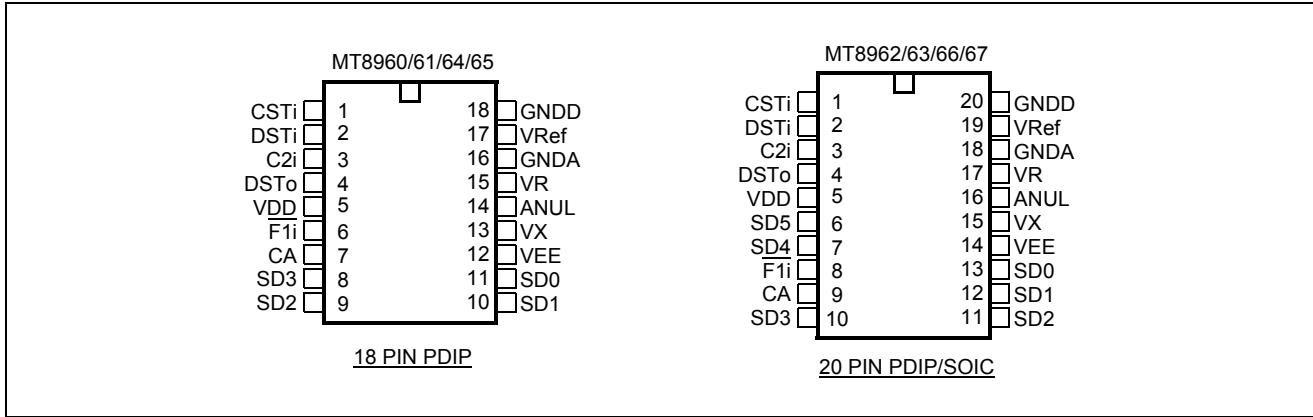 MT8960/61/64/65
CSTi 1 18 GNDD
DSTi 2 17 VRef
C2i 3 16 GNDA
DSTo 4 15 VR
VDD 5 14 ANUL
F1i 6 13 VX
CA 7 12 VEE
SD3 8 11 SD0
SD2 9 10 SD1
18 PIN PDIP
MT8962/63/66/67
CSTi 1 20 GNDD
DSTi 2 19 VRef
C2i 3 18 GNDA
DSTo 4 17 VR
VDD 5 16 ANUL
SD5 6 15 VX
SD4 7 14 VEE
F1i 8 13 SD0
CA 9 12 SD1
SD3 10 11 SD2
20 PIN PDIP/SOIC